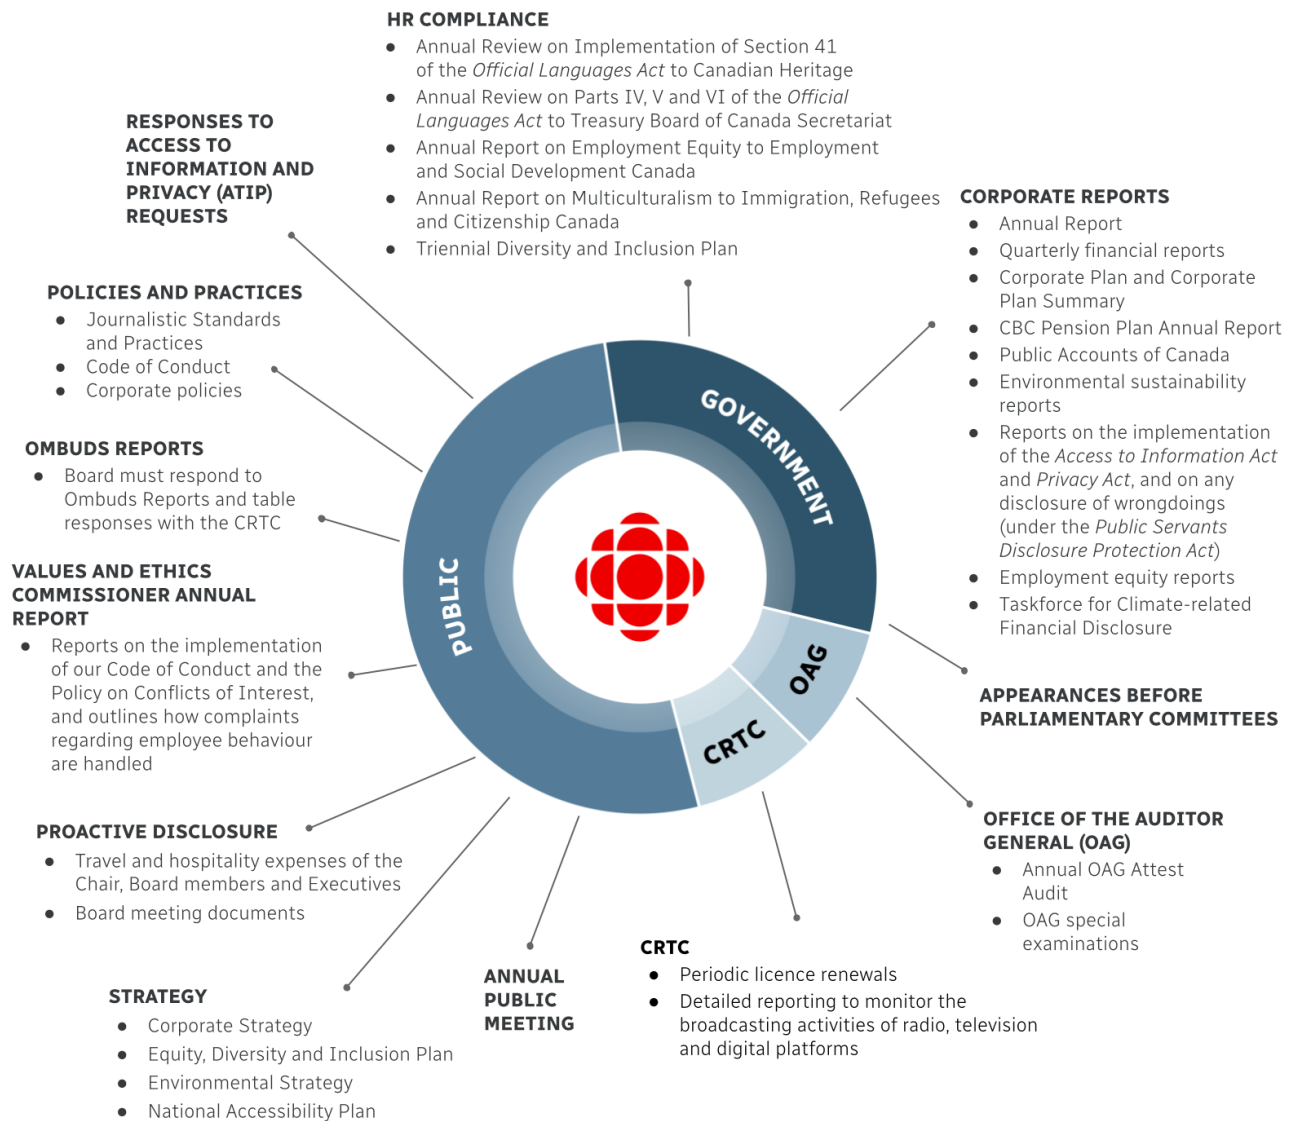 HR COMPLIANCE
● Annual Review on Implementation of Section 41
of the Official Languages Act to Canadian Heritage
● Annual Review on Parts IV, V and VI of the Official
Languages Act to Treasury Board of Canada Secretariat
● Annual Report on Employment Equity to Employment
and Social Development Canada
● Annual Report on Multiculturalism to Immigration, Refugees
and Citizenship Canada
● Triennial Diversity and Inclusion Plan
RESPONSES TO
ACCESS TO
INFORMATION AND
PRIVACY (ATIP)
REQUESTS
CORPORATE REPORTS
● Annual Report
● Quarterly financial reports
● Corporate Plan and Corporate
Plan Summary
● CBC Pension Plan Annual Report
● Public Accounts of Canada
● Environmental sustainability
reports
● Reports on the implementation
of the Access to Information Act
and Privacy Act, and on any
disclosure of wrongdoings
(under the Public Servants
Disclosure Protection Act)
● Employment equity reports
● Taskforce for Climate-related
Financial Disclosure
POLICIES AND PRACTICES
● Journalistic Standards
and Practices
● Code of Conduct
● Corporate policies
OMBUDS REPORTS
● Board must respond to
Ombuds Reports and table
responses with the CRTC
VALUES AND ETHICS
COMMISSIONER ANNUAL
REPORT
● Reports on the implementation
of our Code of Conduct and the
Policy on Conflicts of Interest,
and outlines how complaints
regarding employee behaviour
are handled
GOVERNMENT
PUBLIC
OAG
CRTC
APPEARANCES BEFORE
PARLIAMENTARY COMMITTEES
PROACTIVE DISCLOSURE
● Travel and hospitality expenses of the
Chair, Board members and Executives
● Board meeting documents
OFFICE OF THE AUDITOR
GENERAL (OAG)
● Annual OAG Attest
Audit
● OAG special
examinations
STRATEGY
● Corporate Strategy
● Equity, Diversity and Inclusion Plan
● Environmental Strategy
● National Accessibility Plan
ANNUAL
PUBLIC
MEETING
CRTC
● Periodic licence renewals
● Detailed reporting to monitor the
broadcasting activities of radio, television
and digital platforms